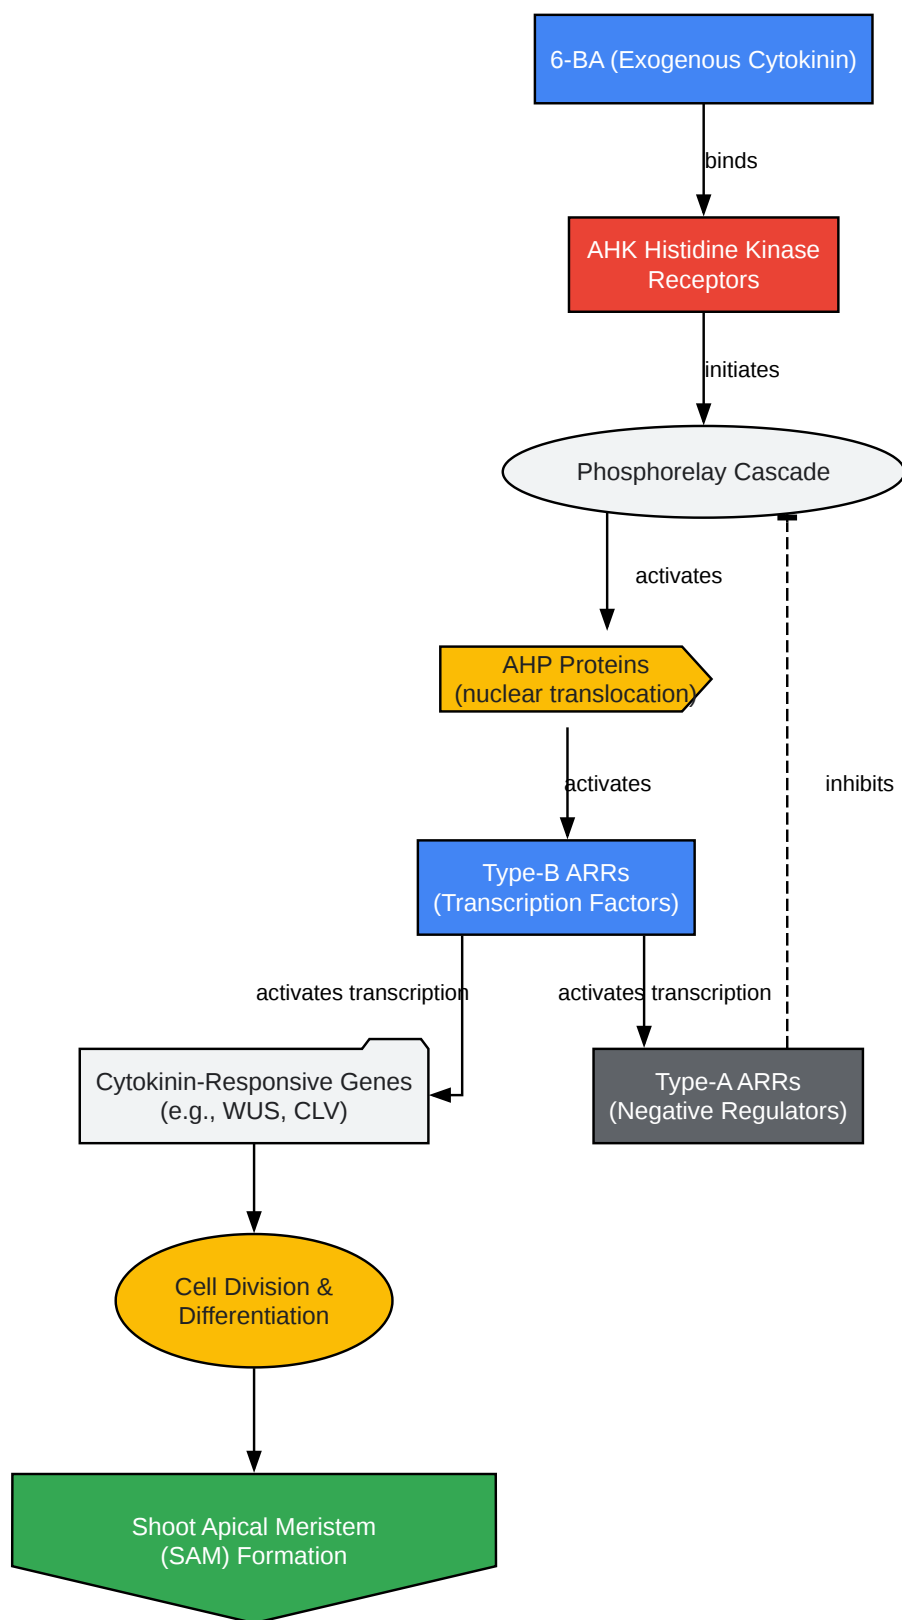 6-BA (Exogenous Cytokinin)
binds
AHK Histidine Kinase
Receptors
initiates
Phosphorelay Cascade
activates
AHP Proteins
(nuclear translocation)
activates
inhibits
Type-B ARRs
(Transcription Factors)
activates transcription
activates transcription
Cytokinin-Responsive Genes
(e.g., WUS, CLV)
Type-A ARRs
(Negative Regulators)
Cell Division &
Differentiation
Shoot Apical Meristem
(SAM) Formation